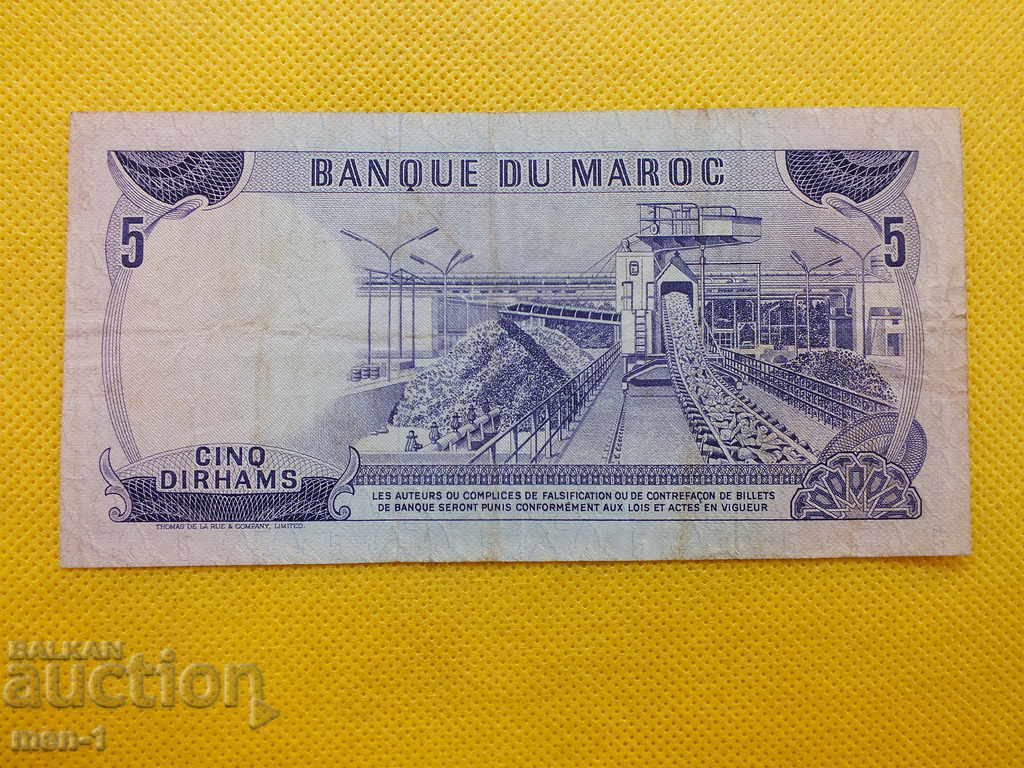 BANQUE DU MAROC
5 5
CINQ
DIRHAMS
LES AUTEURS OU COMPLICES DE FALSIFICATION OU DE CONTREFAÇON DE BILLETS
DE BANQUE SERONT PUNIS CONFORMÉMENT AUX LOIS ET ACTES EN VIGUEUR
THOMAS DE LA RUE & COMPANY, LIMITED.
BALKAN
auction
men-1